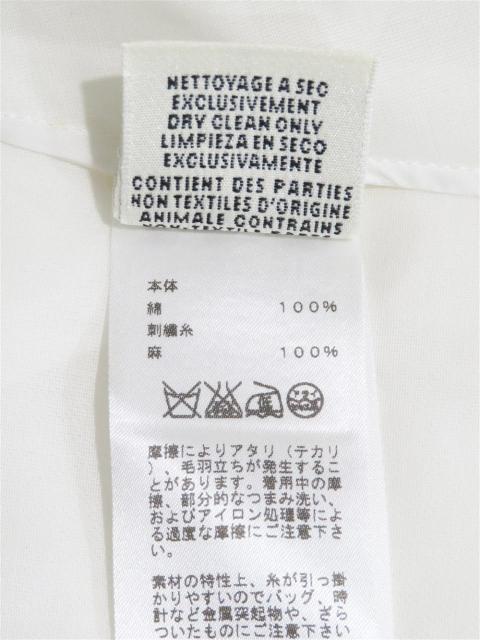 NETTOYAGE A SEC
EXCLUSIVEMENT
DRY CLEAN ONLY
LIMPIEZA EN SECO
EXCLUSIVAMENTE
CONTIENT DES PARTIES
NON TEXTILES D'ORIGINE
ANIMALE CONTRAINS
本体
綿 100%
刺繍糸
麻 100%
摩擦によりアタリ（テカリ
）、毛羽立ちが発生するこ
とがあります。着用中の摩
擦、部分的なつまみ洗い、
およびアイロン処理等によ
る過度な摩擦にご注意下さ
い。
素材の特性上、糸が引っ掛
かりやすいのでバッグ、時
計など金属突起物や、ざら
ついたものにご注意下さい